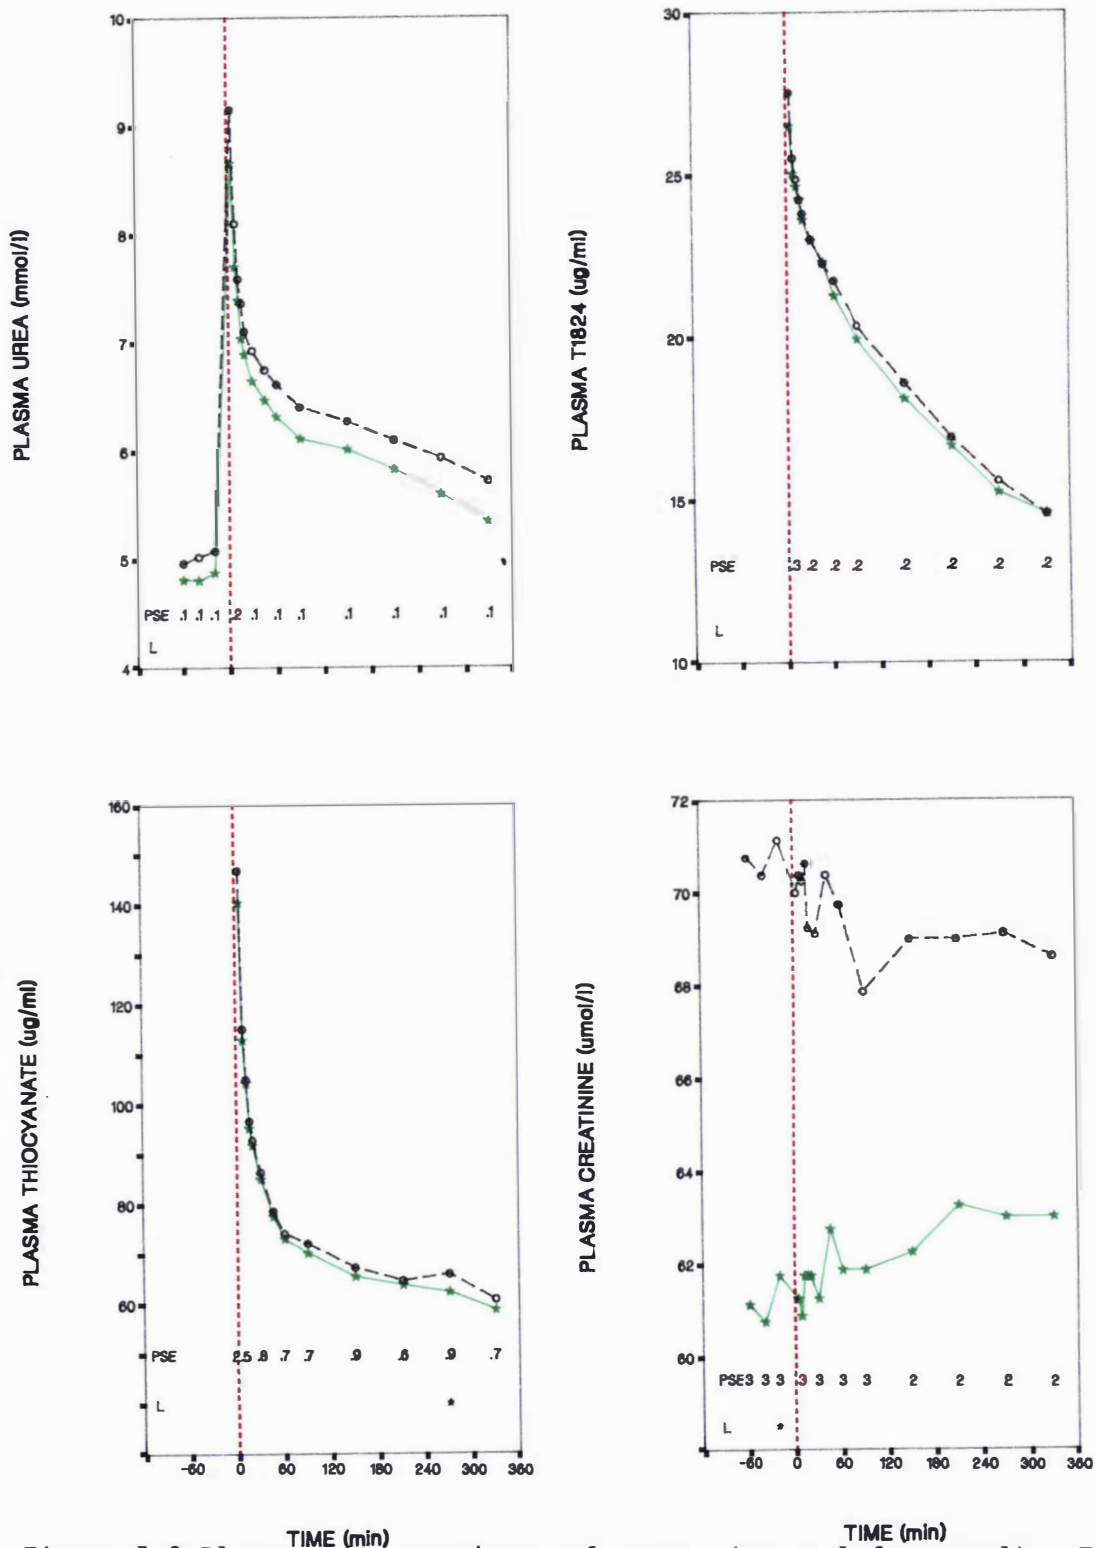 10
9
8
7
6
5
4
PLASMA UREA (mmol/l)
PSE .1 .1 .1 .2 .1 .1 .1 .1 .1 .1 .1
L
30
25
20
15
10
PLASMA T1824 (ug/ml)
PSE .3 .2 .2 .2 .2 .2 .2 .2
L
160
140
120
100
80
60
PLASMA THIOCYANATE (ug/ml)
PSE 2.5 .8 .7 .7 .9 .6 .9 .7
L *
-60 0 60 120 180 240 300 360
TIME (min)
72
70
68
66
64
62
60
PLASMA CREATININE (umol/l)
PSE 3 3 3 3 3 3 3 2 2 2 2
L *
-60 0 60 120 180 240 300 360
TIME (min)